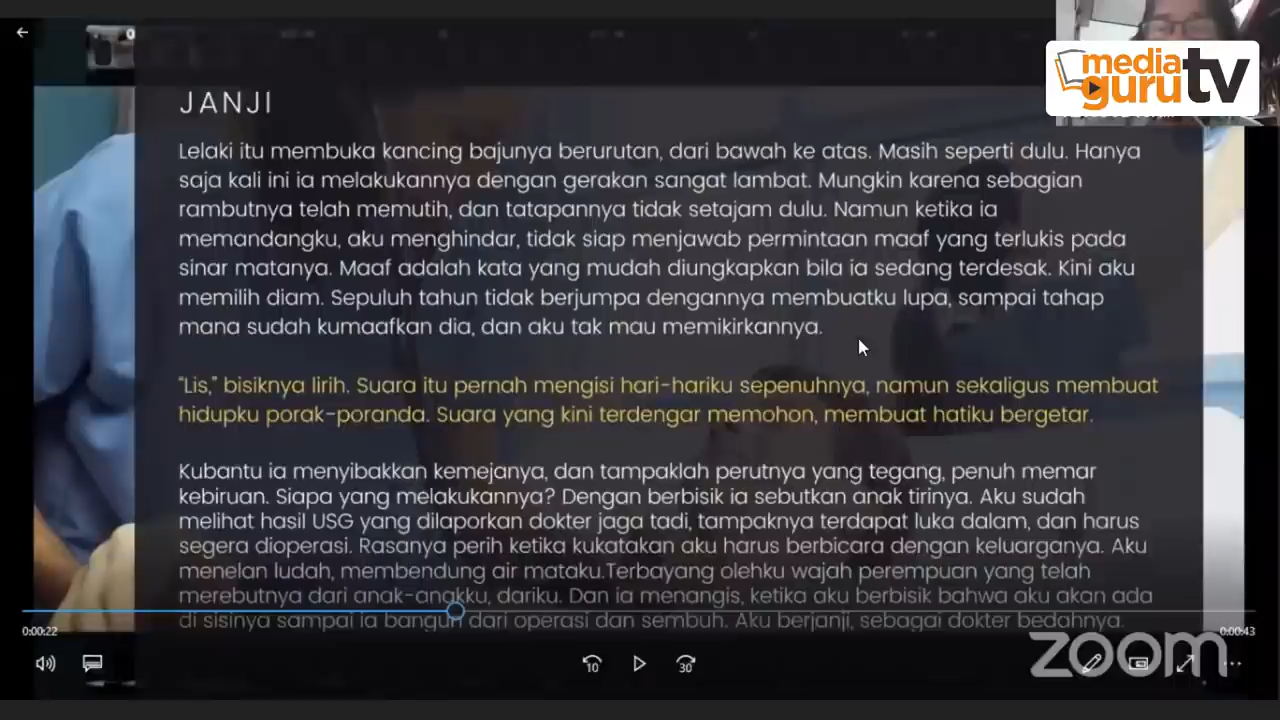 media
guru tv
JANJI
Lelaki itu membuka kancing bajunya berurutan, dari bawah ke atas. Masih seperti dulu. Hanya
saja kali ini ia melakukannya dengan gerakan sangat lambat. Mungkin karena sebagian
rambutnya telah memutih, dan tatapannya tidak setajam dulu. Namun ketika ia
memandangku, aku menghindar, tidak siap menjawab permintaan maaf yang terlukis pada
sinar matanya. Maaf adalah kata yang mudah diungkapkan bila ia sedang terdesak. Kini aku
memilih diam. Sepuluh tahun tidak berjumpa dengannya membuatku lupa, sampai tahap
mana sudah kumaafkan dia, dan aku tak mau memikirkannya.
"Lis," bisiknya lirih. Suara itu pernah mengisi hari-hariku sepenuhnya, namun sekaligus membuat
hidupku porak-poranda. Suara yang kini terdengar memohon, membuat hatiku bergetar.
Kubantu ia menyibakkan kemejanya, dan tampaklah perutnya yang tegang, penuh memar
kebiruan. Siapa yang melakukannya? Dengan berbisik ia sebutkan anak tirinya. Aku sudah
melihat hasil USG yang dilaporkan dokter jaga tadi, tampaknya terdapat luka dalam, dan harus
segera dioperasi. Rasanya perih ketika kukatakan aku harus berbicara dengan keluarganya. Aku
menelan ludah, membendung air mataku.Terbayang olehku wajah perempuan yang telah
merebutnya dari anak-anakku, dariku. Dan ia menangis, ketika aku berbisik bahwa aku akan ada
di sisinya sampai ia bangun dari operasi dan sembuh. Aku berjanji, sebagai dokter bedahnya.
0:00:22
0:00:43
10
30
zoom